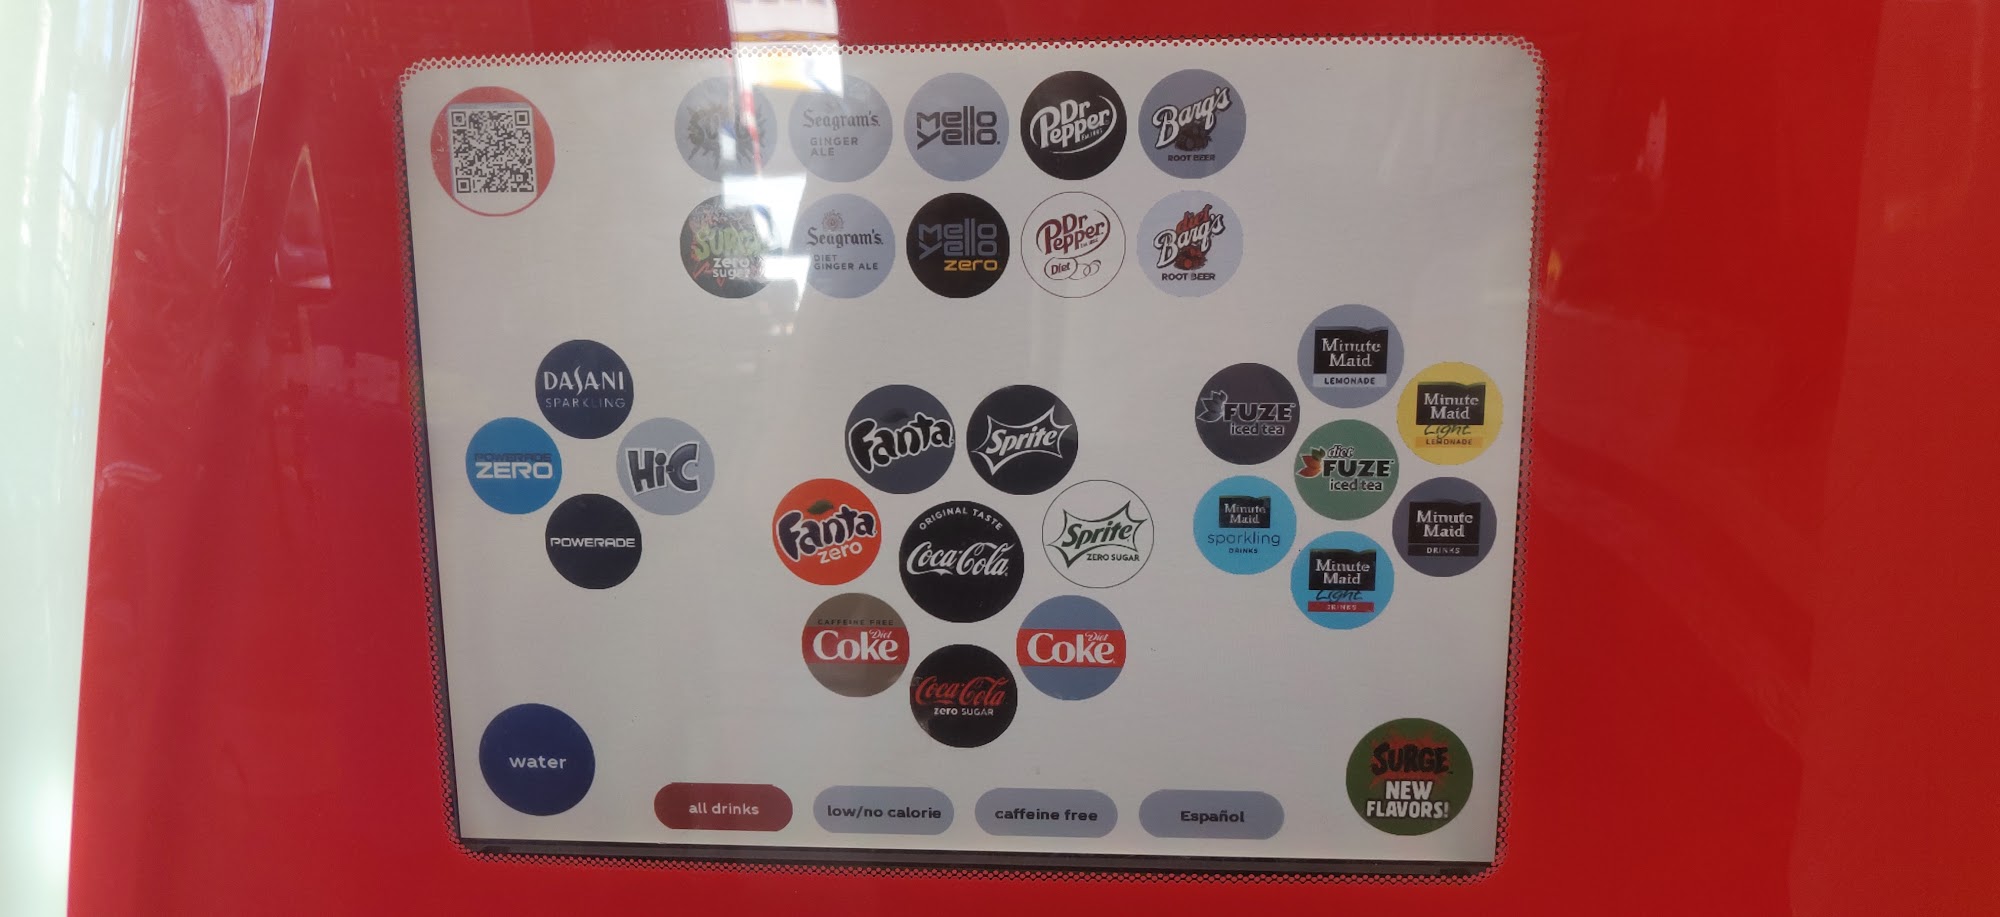 SURGE
Seagram's
GINGER
ALE
Mello
Yello
Dr
Pepper
Barq's
ROOT BEER
SURGE
zero
sugar
Seagram's
DIET
GINGER ALE
Mello
Yello
zero
Dr
Pepper
Diet
diet
Barq's
ROOT BEER
DASANI
SPARKLING
POWERADE
ZERO
Hi-C
POWERADE
Fanta
Sprite
Fanta
zero
ORIGINAL TASTE
Coca-Cola
Sprite
ZERO SUGAR
CAFFEINE FREE
Diet
Coke
Diet
Coke
Coca-Cola
zero SUGAR
Minute
Maid
LEMONADE
FUZE
iced tea
Minute
Maid
Light
LEMONADE
diet
FUZE
iced tea
Minute
Maid
sparkling
DRINKS
Minute
Maid
DRINKS
Minute
Maid
Light
DRINKS
water
SURGE
NEW
FLAVORS!
all drinks
low/no calorie
caffeine free
Español